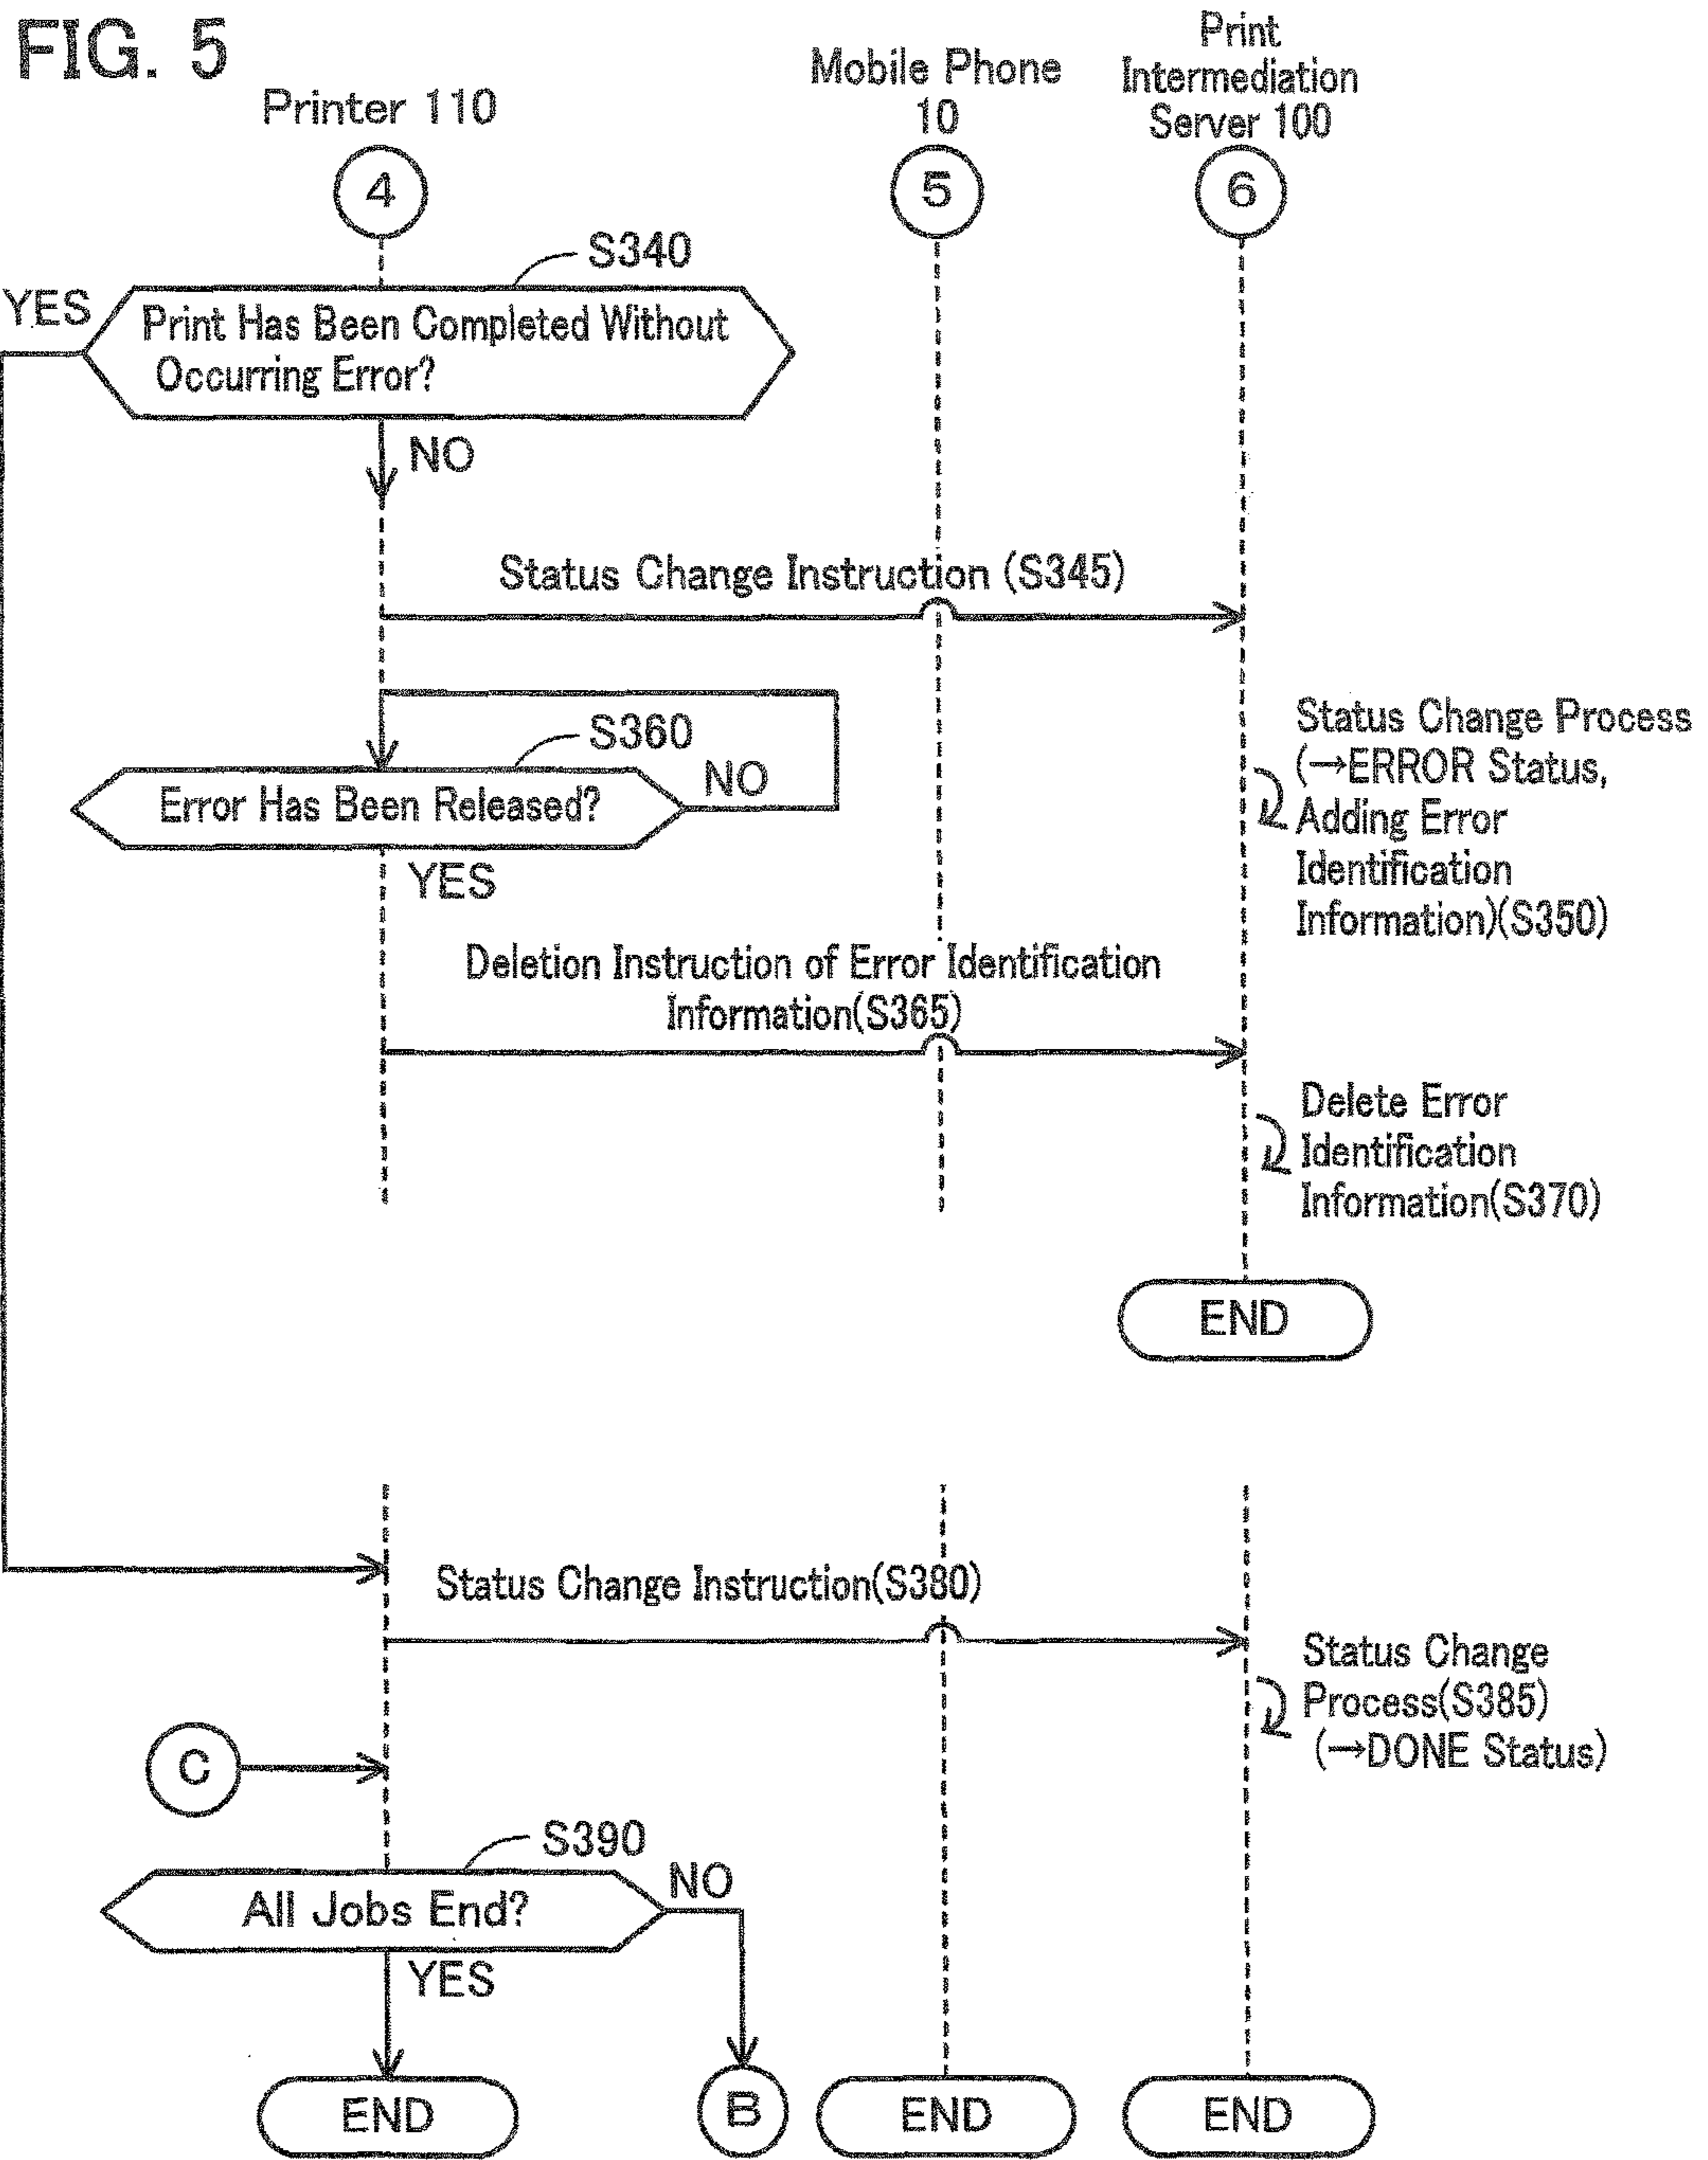 FIG. 5
Printer 110
Mobile Phone
10
Print
Intermediation
Server 100
4
5
6
S340
YES
Print Has Been Completed Without
Occurring Error?
NO
Status Change Instruction (S345)
S360
Error Has Been Released?
NO
YES
Status Change Process
(→ERROR Status,
Adding Error
Identification
Information)(S350)
Deletion Instruction of Error Identification
Information(S365)
Delete Error
Identification
Information(S370)
END
Status Change Instruction(S380)
Status Change
Process(S385)
(→DONE Status)
C
S390
All Jobs End?
NO
YES
END
B
END
END